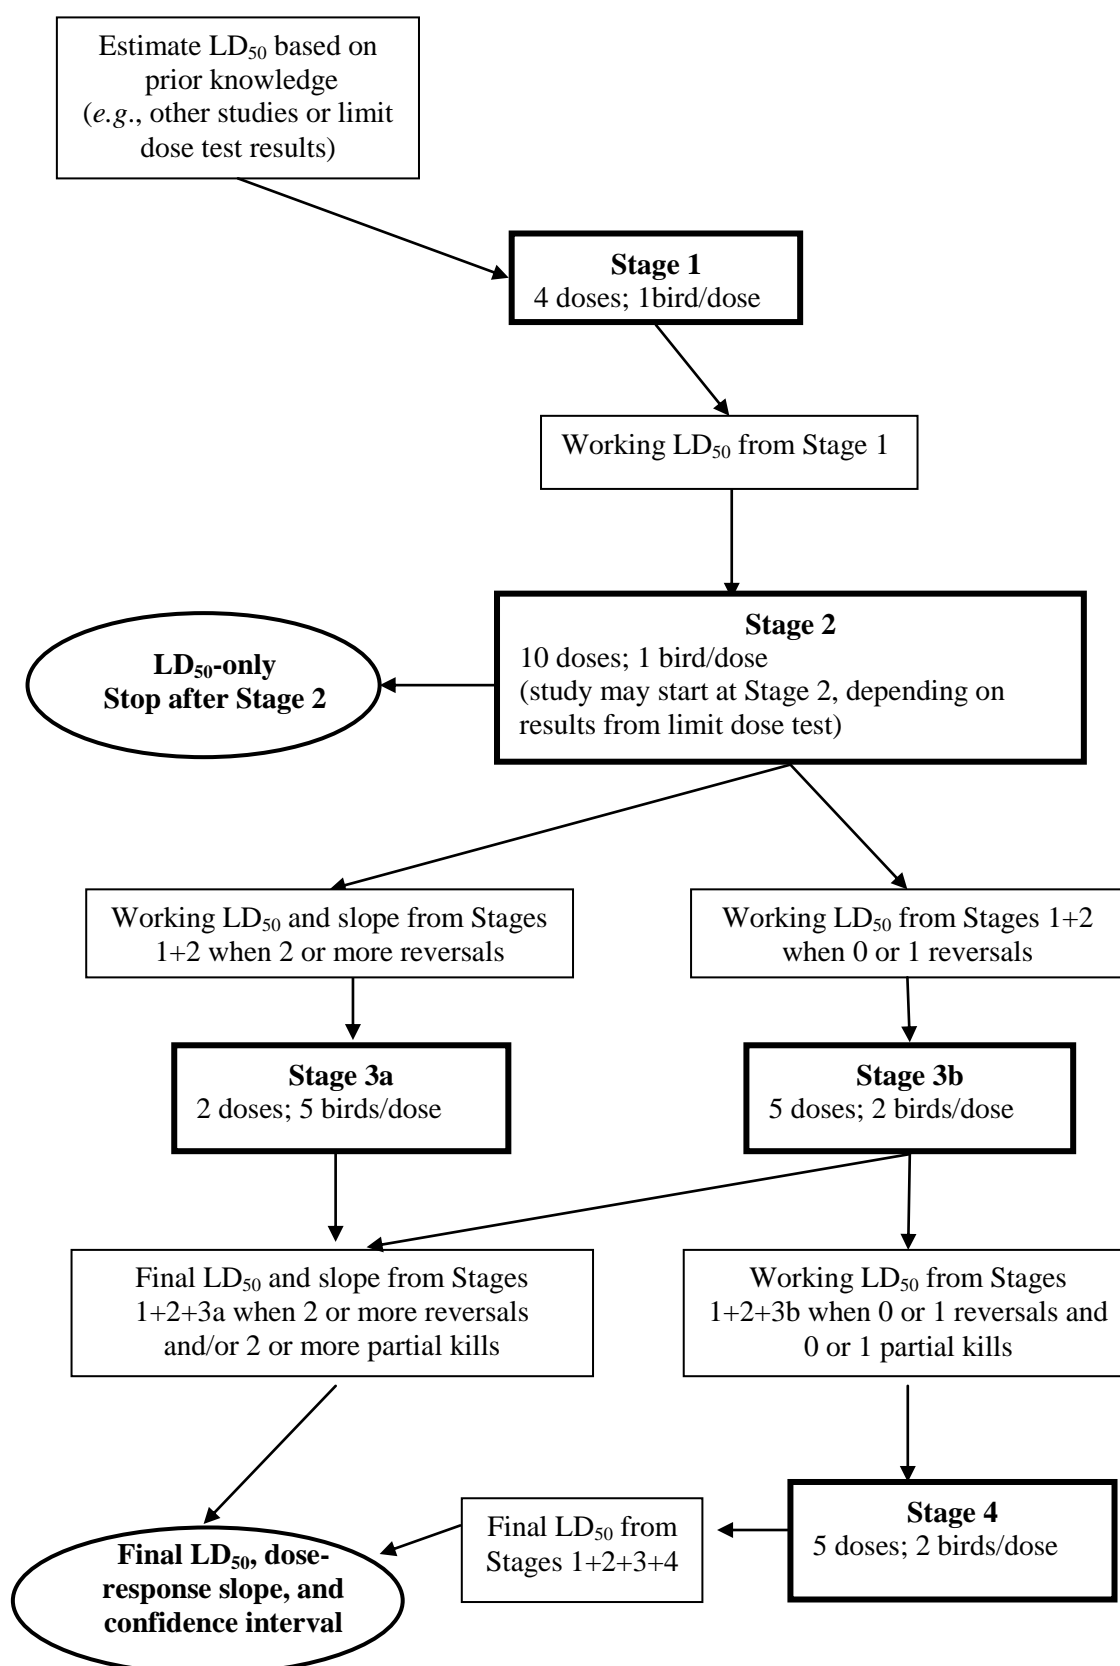 Estimate LD50 based on
prior knowledge
(e.g., other studies or limit
dose test results)
Stage 1
4 doses; 1bird/dose
Working LD50 from Stage 1
Stage 2
10 doses; 1 bird/dose
(study may start at Stage 2, depending on
results from limit dose test)
LD50-only
Stop after Stage 2
Working LD50 and slope from Stages
1+2 when 2 or more reversals
Working LD50 from Stages 1+2
when 0 or 1 reversals
Stage 3a
2 doses; 5 birds/dose
Stage 3b
5 doses; 2 birds/dose
Final LD50 and slope from Stages
1+2+3a when 2 or more reversals
and/or 2 or more partial kills
Working LD50 from Stages
1+2+3b when 0 or 1 reversals and
0 or 1 partial kills
Stage 4
5 doses; 2 birds/dose
Final LD50 from
Stages 1+2+3+4
Final LD50, dose-
response slope, and
confidence interval